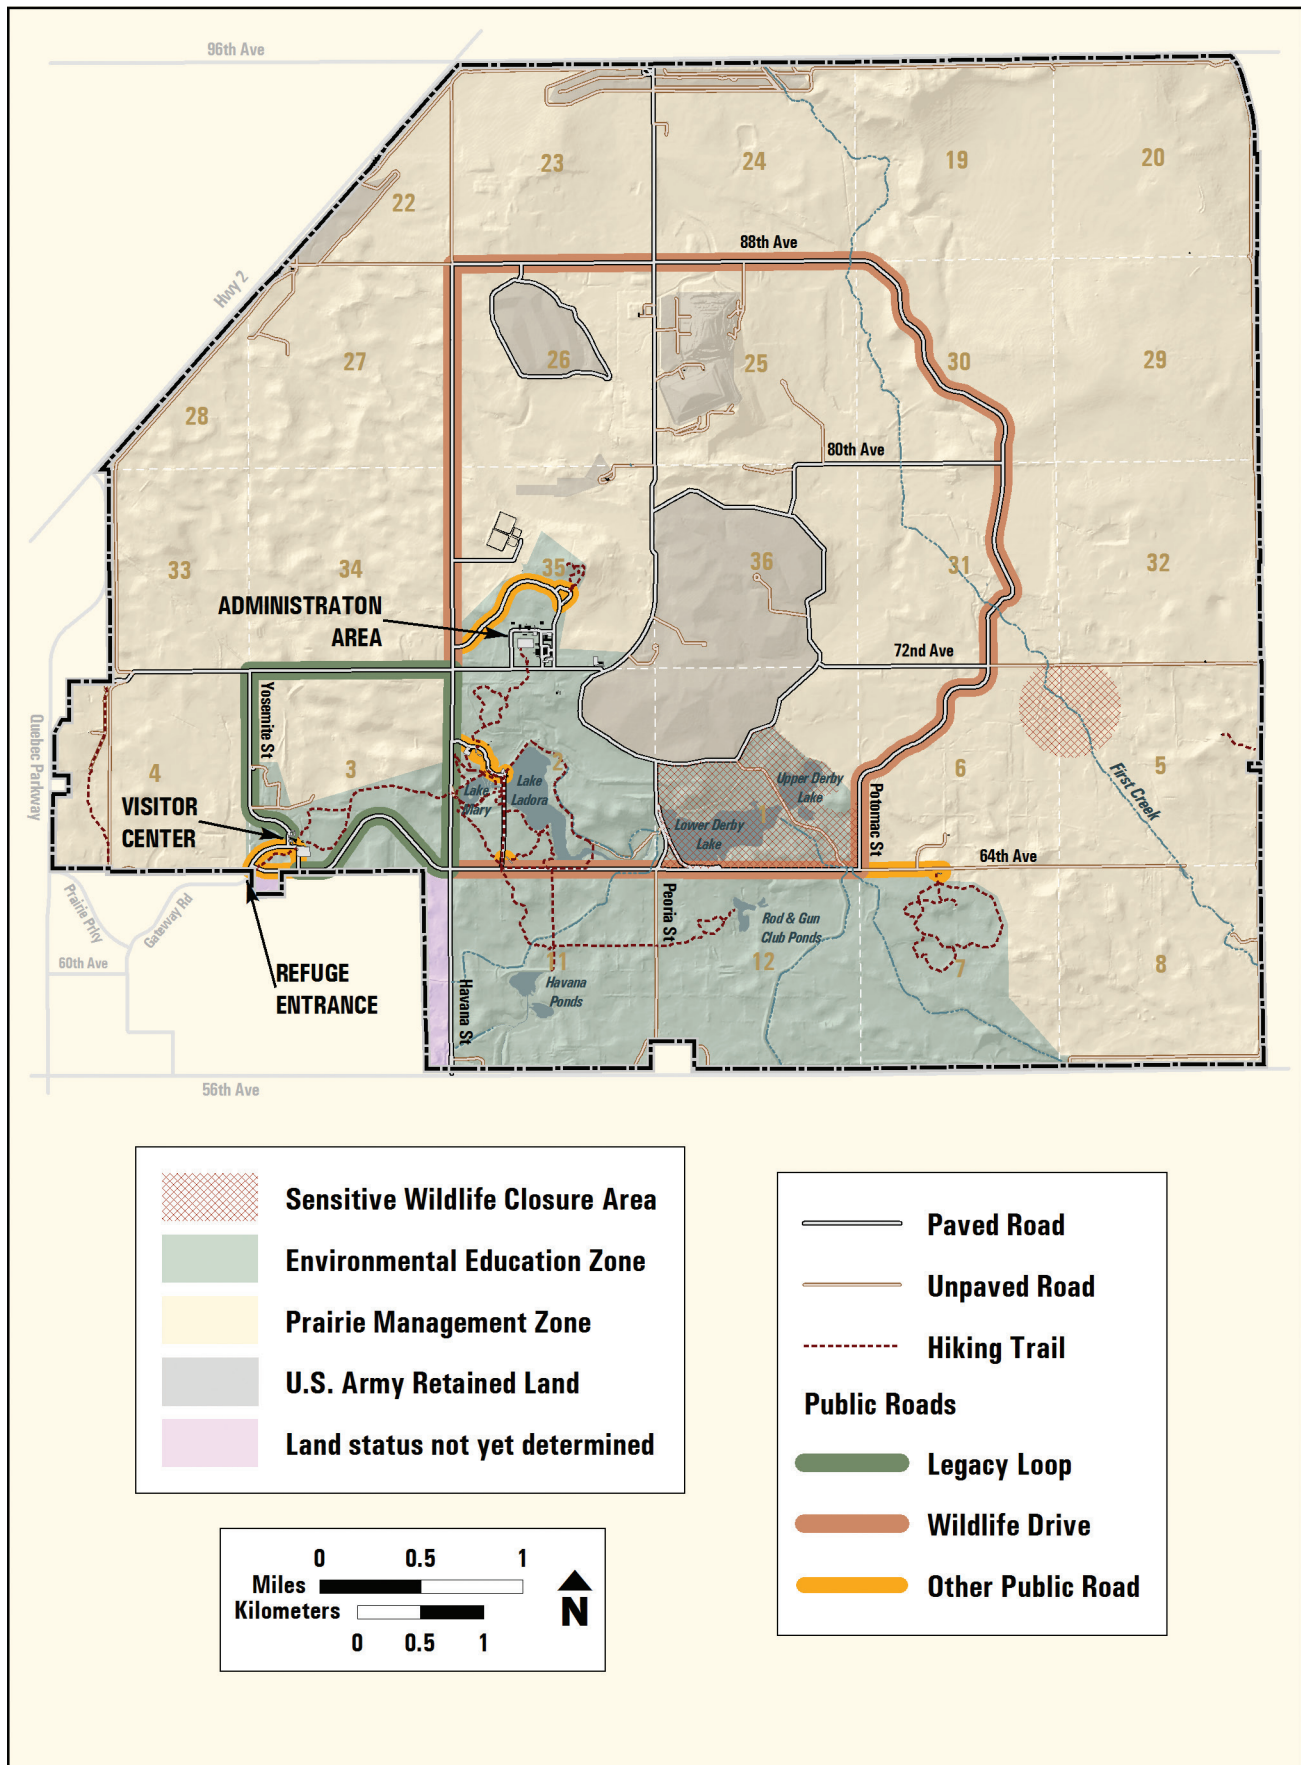 96th Ave
20
19
24
23
22
88th Ave
Hwy 2
29
30
25
26
27
28
80th Ave
36
35
34
33
31
32
ADMINISTRATON
AREA
72nd Ave
Yosemite St
Quebec Parkway
4
3
2
1
6
5
Lake
Ladora
Lake
Mary
Upper Derby
Lake
Lower Derby
Lake
Potomac St
First Creek
VISITOR
CENTER
64th Ave
Prairie Prky
Gateway Rd
Peoria St
Rod & Gun
Club Ponds
60th Ave
REFUGE
ENTRANCE
Havana St
11
12
7
8
Havana
Ponds
56th Ave
Sensitive Wildlife Closure Area
Environmental Education Zone
Prairie Management Zone
U.S. Army Retained Land
Land status not yet determined
Paved Road
Unpaved Road
Hiking Trail
Public Roads
Legacy Loop
Wildlife Drive
Other Public Road
0 0.5 1
Miles
Kilometers
0 0.5 1
N